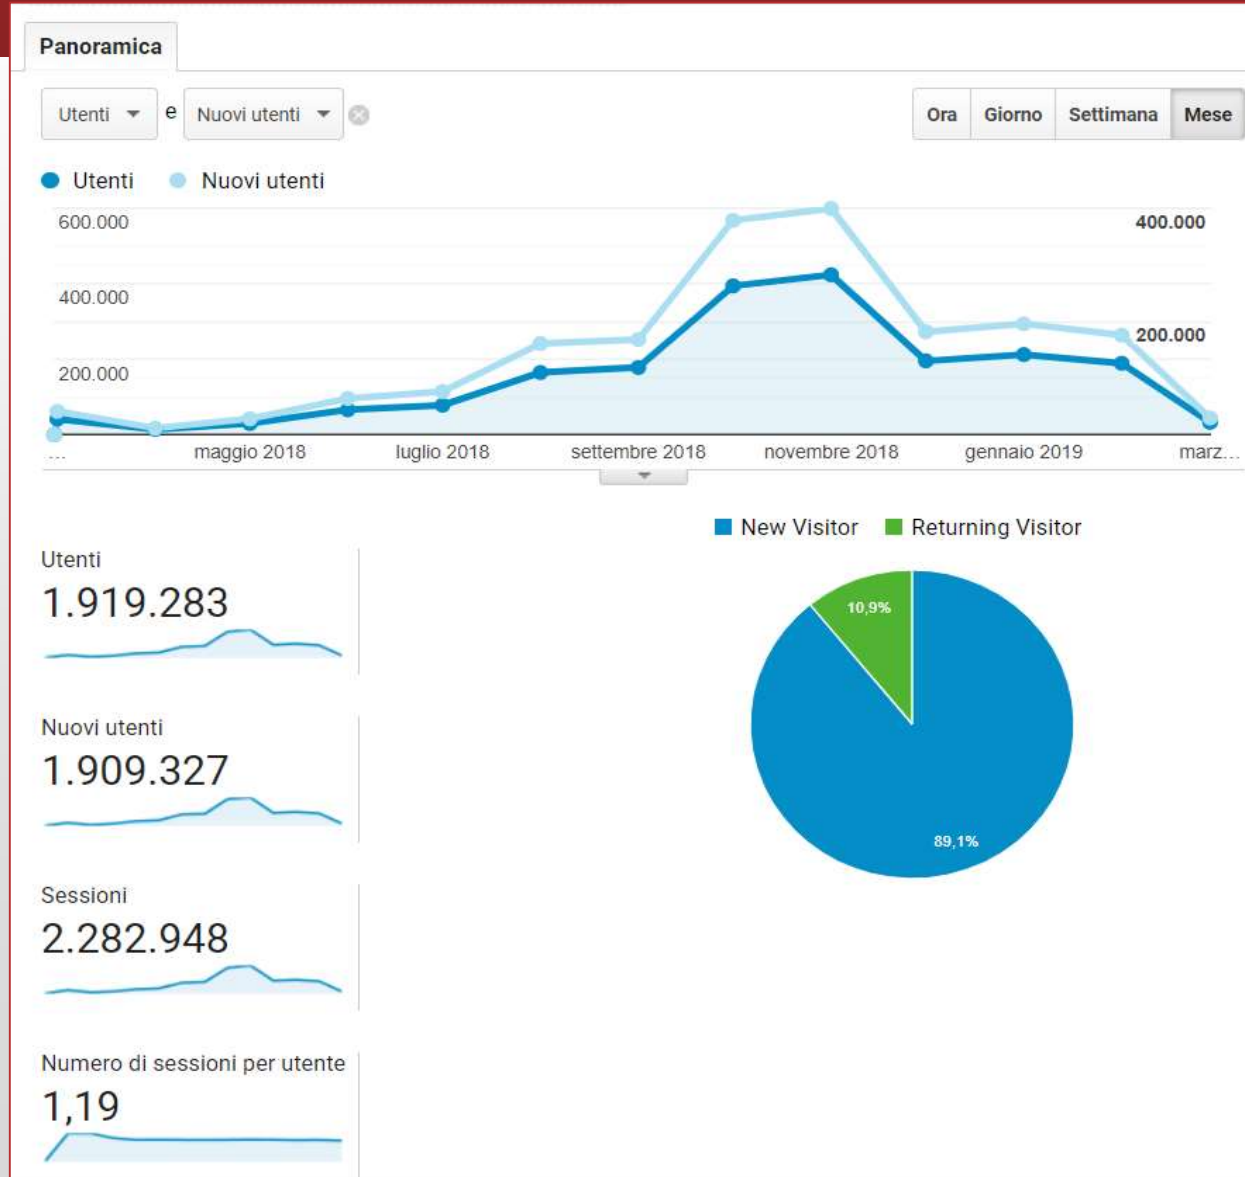 Panoramica
Utenti e Nuovi utenti
Ora Giorno Settimana Mese
Utenti Nuovi utenti
600.000 400.000
400.000
200.000
200.000
... maggio 2018 luglio 2018 settembre 2018 novembre 2018 gennaio 2019 marz...
New Visitor Returning Visitor
Utenti
1.919.283
10,9%
Nuovi utenti
1.909.327
89,1%
Sessioni
2.282.948
Numero di sessioni per utente
1,19